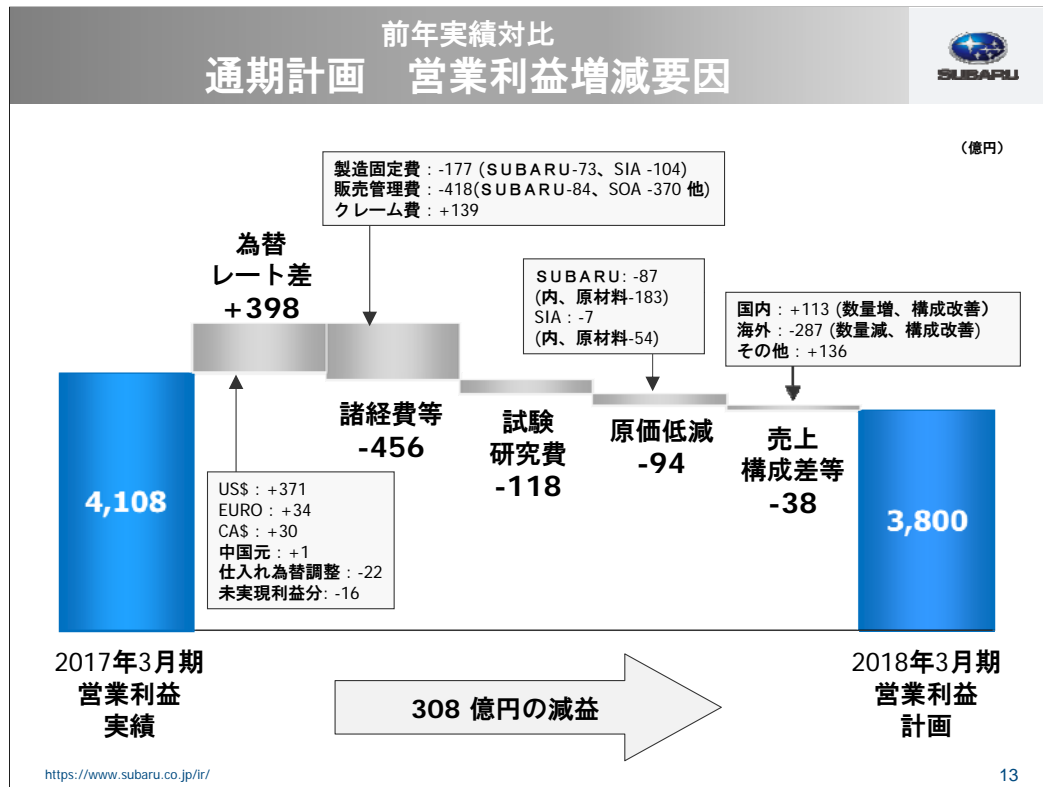 前年実績対比
通期計画　営業利益増減要因
SUBARU
（億円）
製造固定費：-177 (ＳＵＢＡＲＵ-73、SIA -104)
販売管理費：-418(ＳＵＢＡＲＵ-84、SOA -370 他)
クレーム費：+139
為替
レート差
+398
ＳＵＢＡＲＵ: -87
(内、原材料-183)
SIA : -7
(内、原材料-54)
国内：+113 (数量増、構成改善）
海外：-287 (数量減、構成改善)
その他：+136
諸経費等
-456
試験
研究費
-118
原価低減
-94
売上
構成差等
-38
4,108
US$ : +371
EURO : +34
CA$ : +30
中国元：+1
仕入れ為替調整：-22
未実現利益分: -16
3,800
2017年3月期
営業利益
実績
308 億円の減益
2018年3月期
営業利益
計画
https://www.subaru.co.jp/ir/
13